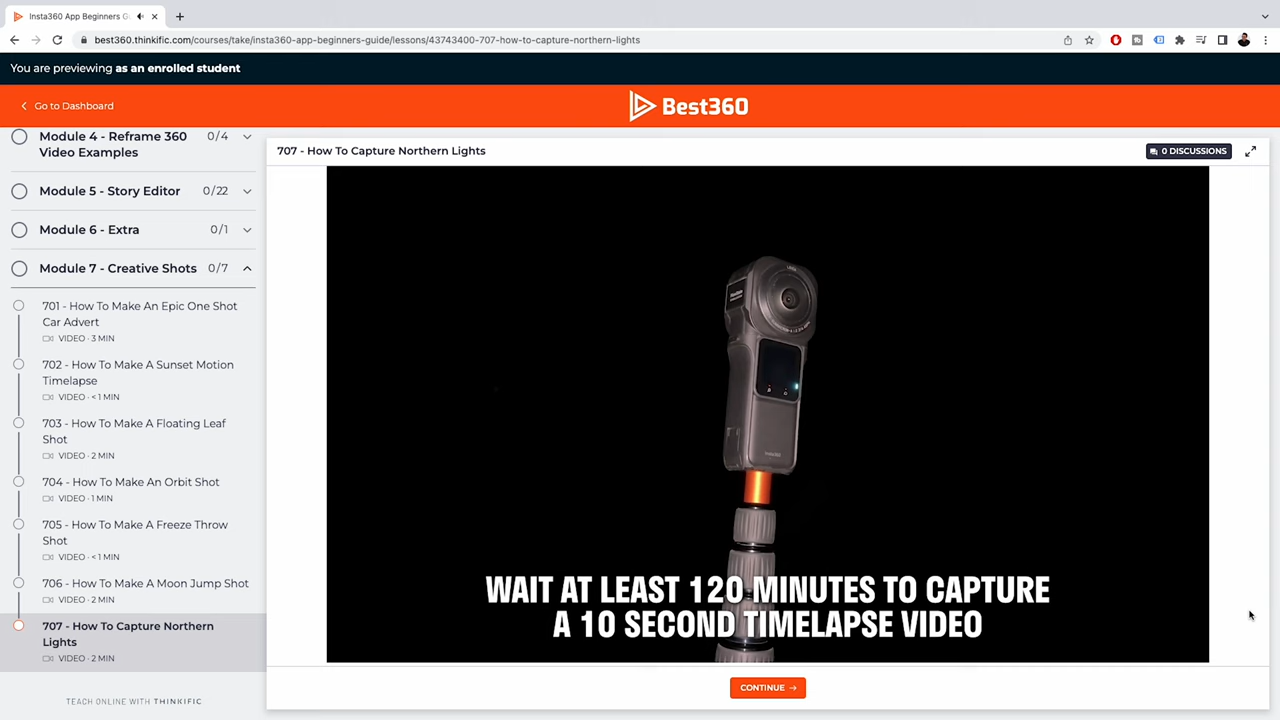 Insta360 App Beginners G
best360.thinkific.com/courses/take/insta360-app-beginners-guide/lessons/43743400-707-how-to-capture-northern-lights
You are previewing as an enrolled student
Go to Dashboard
Best360
Module 4 - Reframe 360 0/4
Video Examples
Module 5 - Story Editor 0/22
Module 6 - Extra 0/1
Module 7 - Creative Shots 0/7
701 - How To Make An Epic One Shot
Car Advert
VIDEO · 3 MIN
702 - How To Make A Sunset Motion
Timelapse
VIDEO · < 1 MIN
703 - How To Make A Floating Leaf
Shot
VIDEO · 2 MIN
704 - How To Make An Orbit Shot
VIDEO · 1 MIN
705 - How To Make A Freeze Throw
Shot
VIDEO · < 1 MIN
706 - How To Make A Moon Jump Shot
VIDEO · 2 MIN
707 - How To Capture Northern
Lights
VIDEO · 2 MIN
TEACH ONLINE WITH THINKIFIC
707 - How To Capture Northern Lights
0 DISCUSSIONS
Insta360
WAIT AT LEAST 120 MINUTES TO CAPTURE
A 10 SECOND TIMELAPSE VIDEO
CONTINUE →